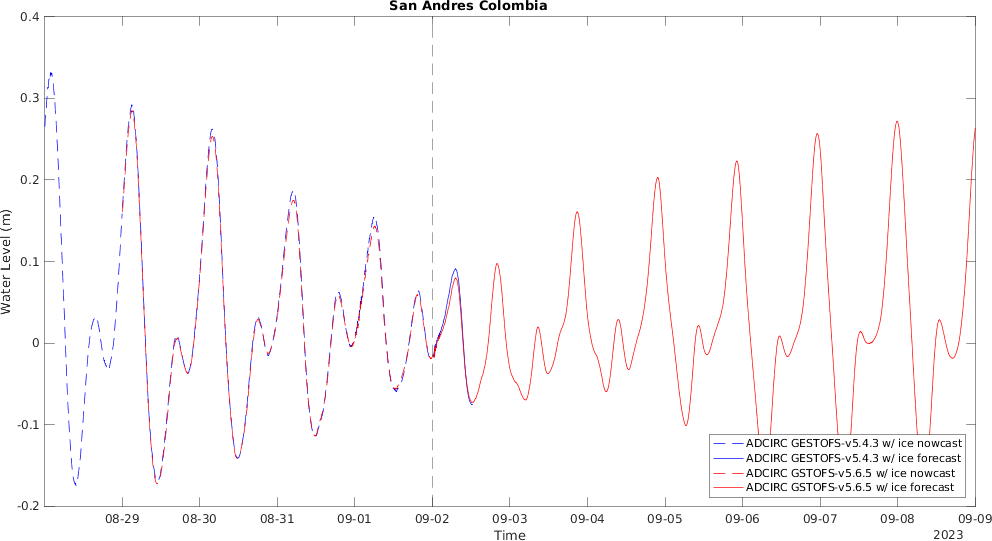 San Andres Colombia
0.4
0.3
0.2
0.1
0
-0.1
-0.2
Water Level (m)
ADCIRC GESTOFS-v5.4.3 w/ ice nowcast
ADCIRC GESTOFS-v5.4.3 w/ ice forecast
ADCIRC GSTOFS-v5.6.5 w/ ice nowcast
ADCIRC GSTOFS-v5.6.5 w/ ice forecast
08-29 08-30 08-31 09-01 09-02 09-03 09-04 09-05 09-06 09-07 09-08 09-09
Time
2023